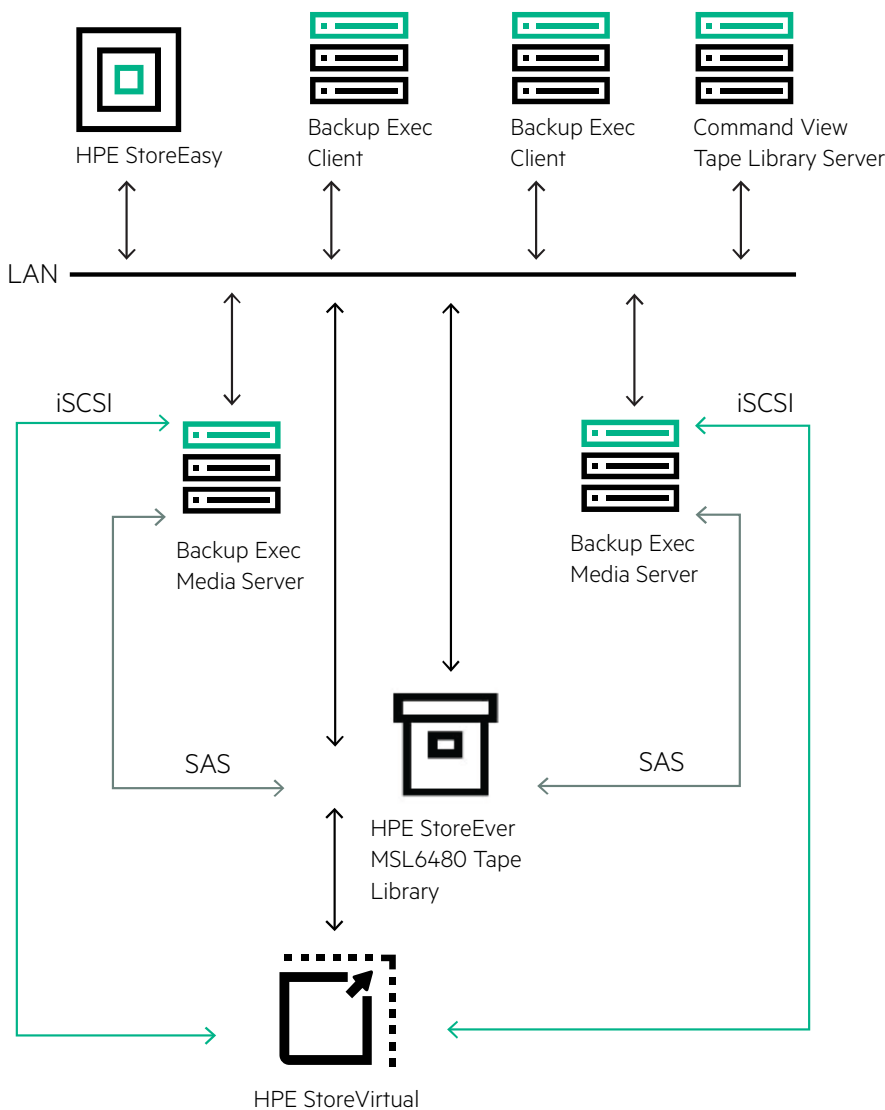 HPE StoreEasy
Backup Exec
Client
Backup Exec
Client
Command View
Tape Library Server
LAN
iSCSI
iSCSI
Backup Exec
Media Server
Backup Exec
Media Server
SAS
SAS
HPE StoreEver
MSL6480 Tape
Library
HPE StoreVirtual